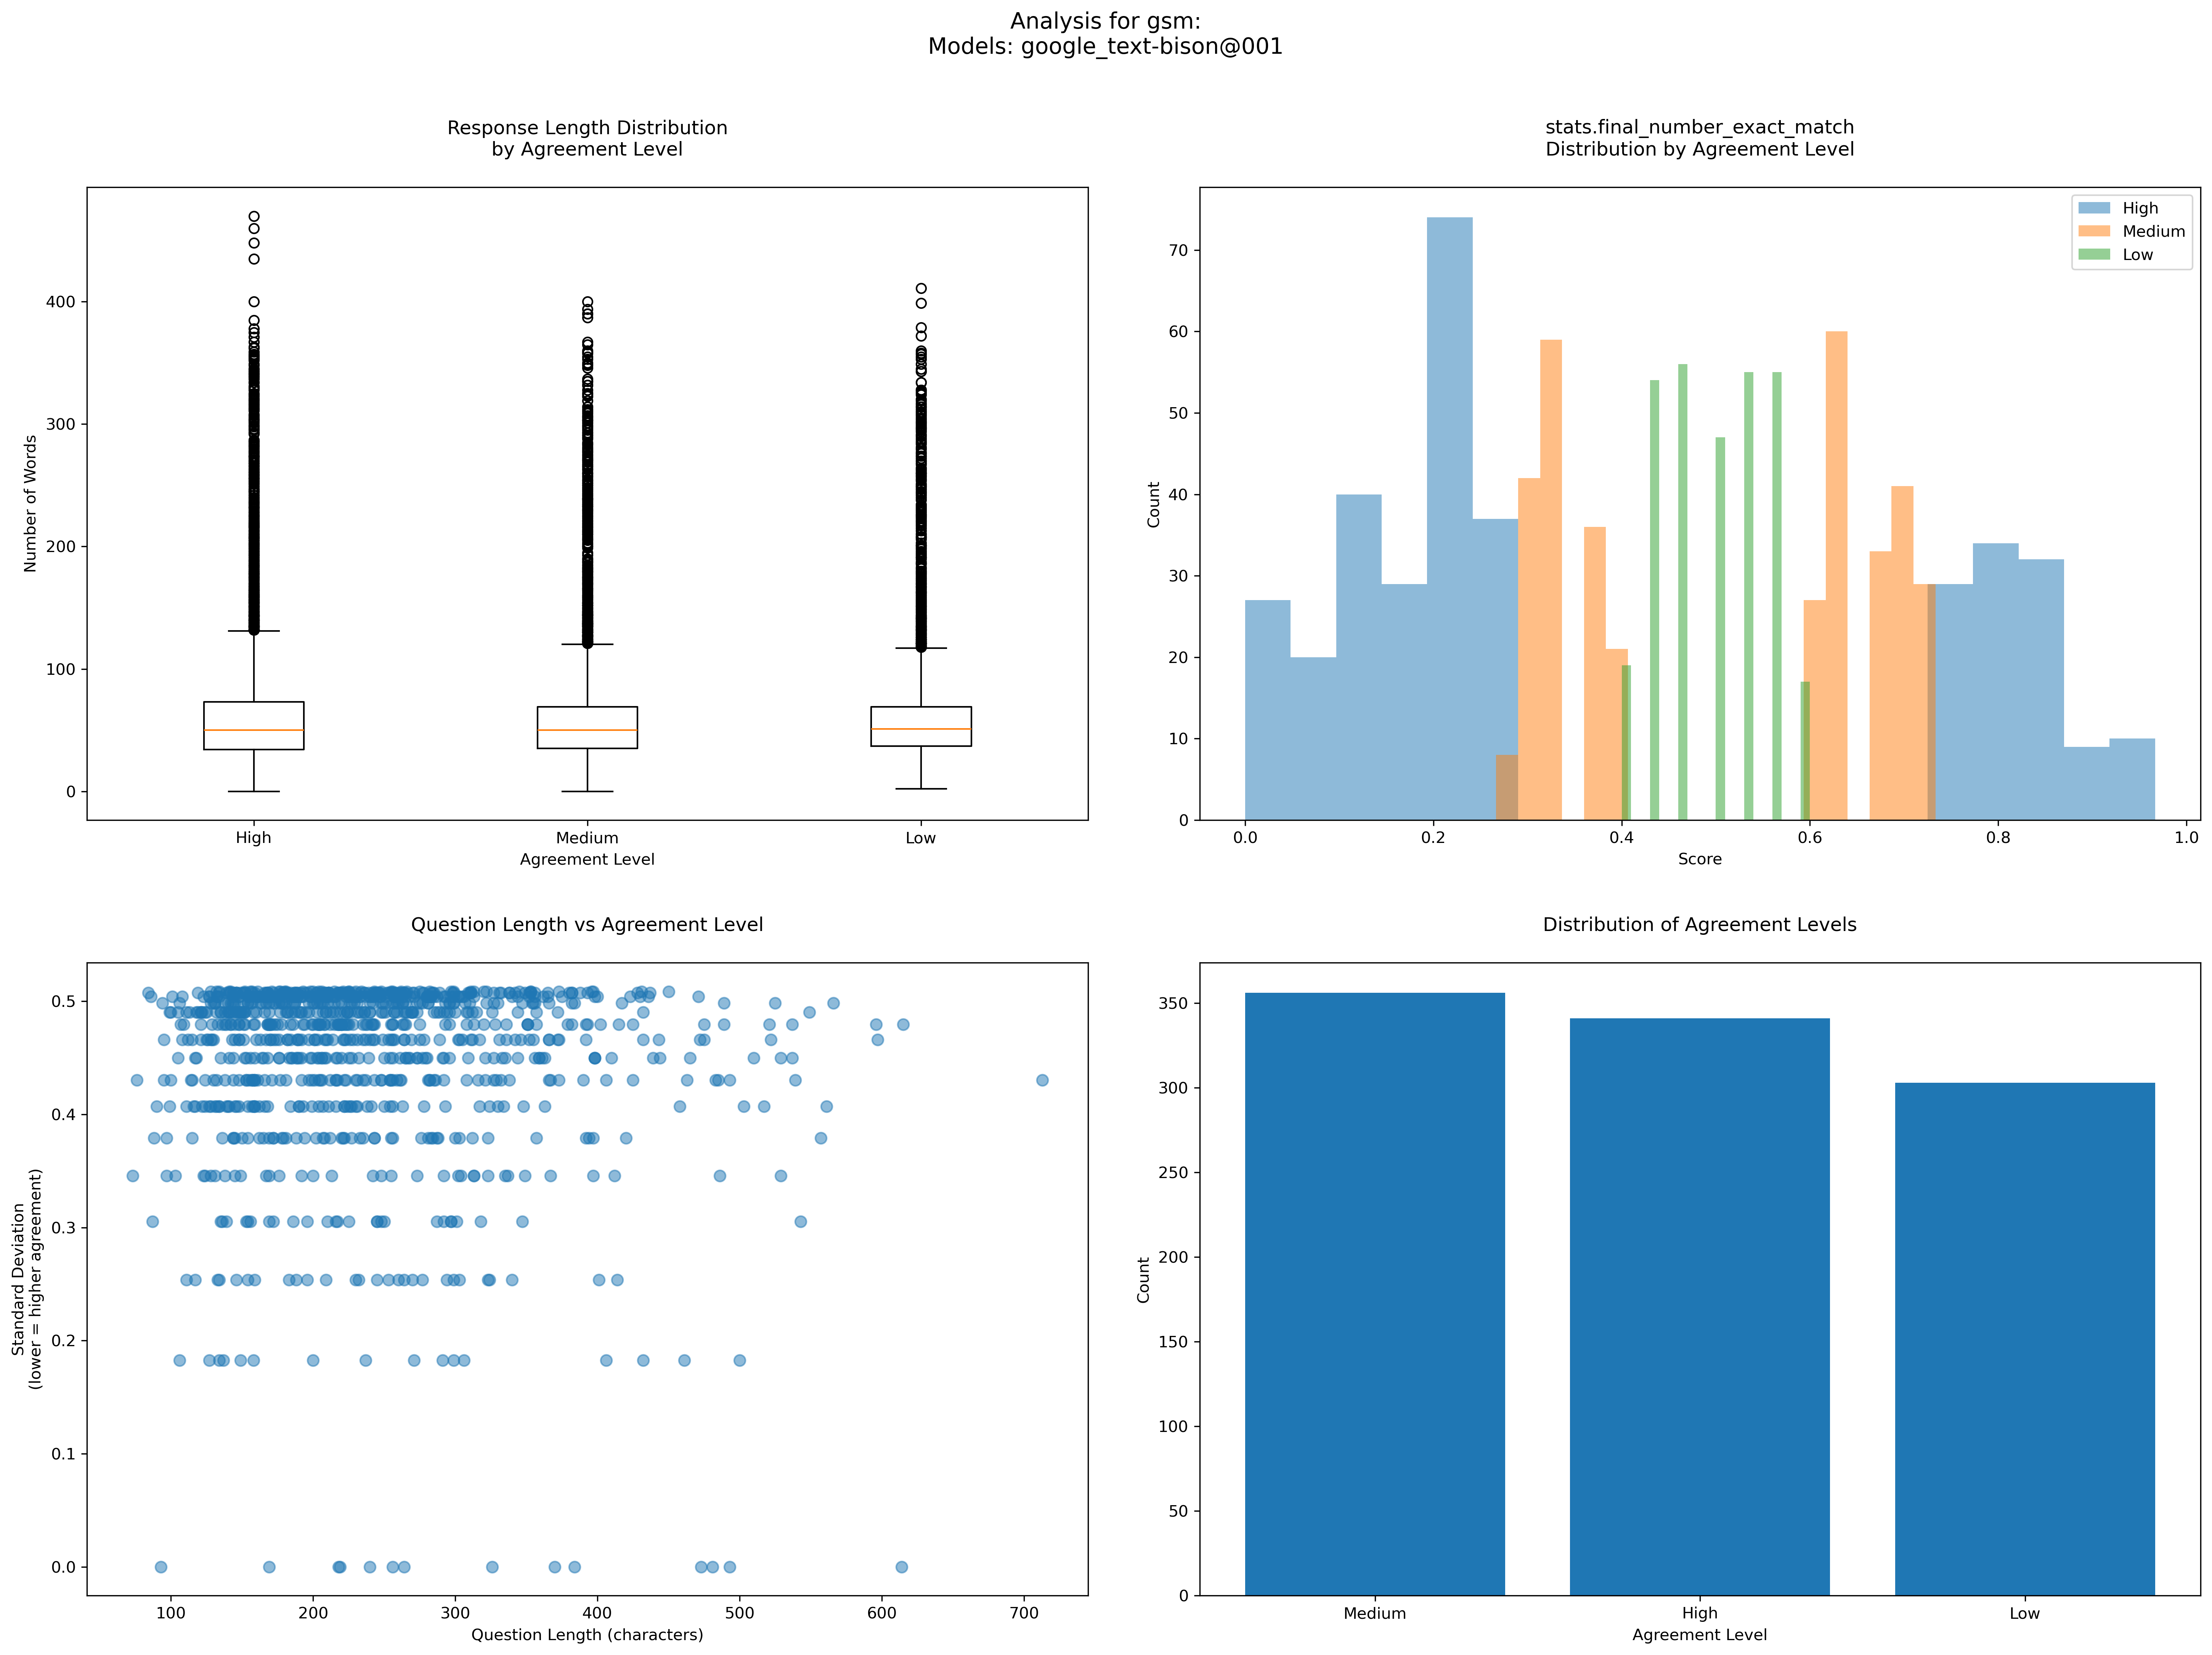 Analysis for gsm:
Models: google_text-bison@001
Response Length Distribution
by Agreement Level
Number of Words
400
300
200
100
0
High
Medium
Low
Agreement Level
stats.final_number_exact_match
Distribution by Agreement Level
Count
70
60
50
40
30
20
10
0
0.0
0.2
0.4
0.6
0.8
1.0
Score
High
Medium
Low
Question Length vs Agreement Level
Standard Deviation
(lower = higher agreement)
0.5
0.4
0.3
0.2
0.1
0.0
100
200
300
400
500
600
700
Question Length (characters)
Distribution of Agreement Levels
Count
350
300
250
200
150
100
50
0
Medium
High
Low
Agreement Level